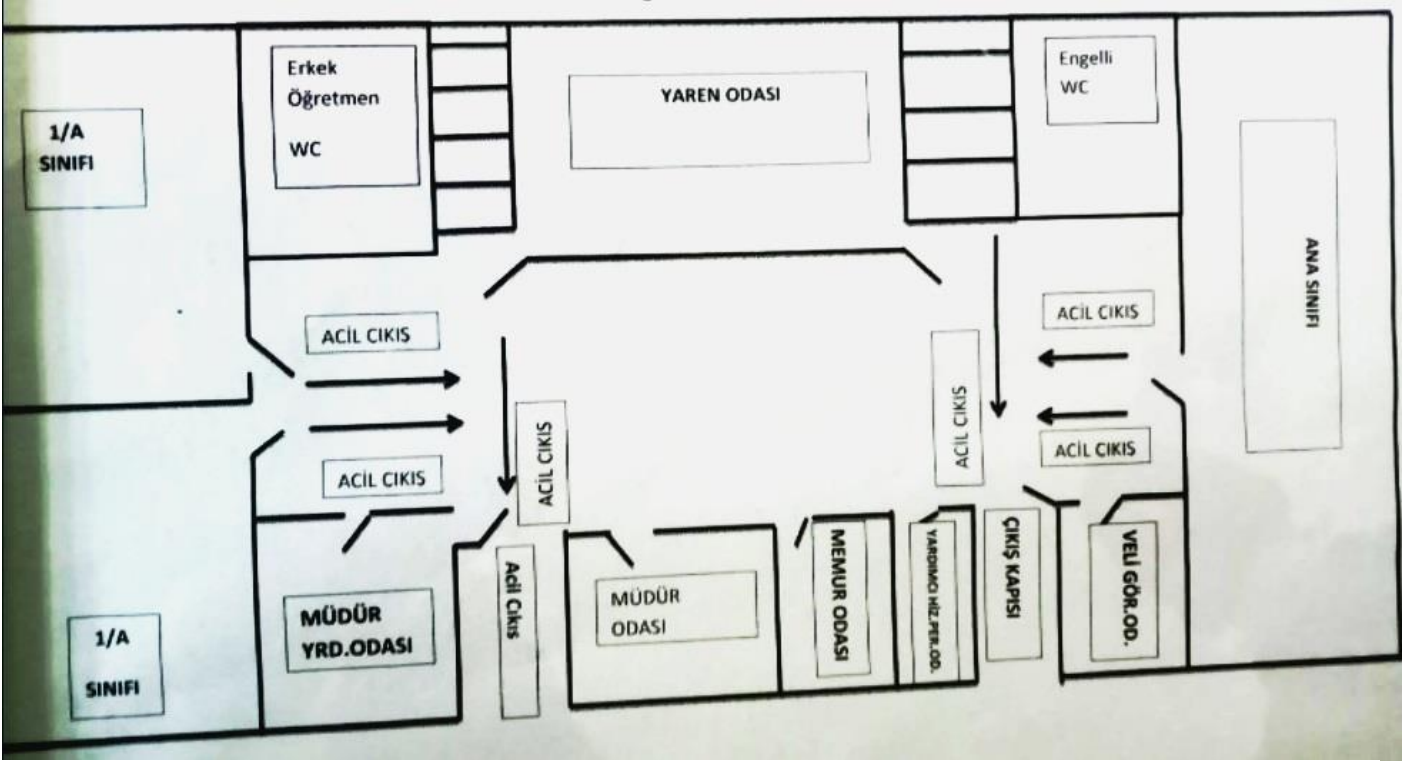 1/A
SINIFI
Erkek
Öğretmen
WC
YAREN ODASI
Engelli
WC
ANA SINIFI
ACİL CIKIS
ACİL CIKIS
ACİL CIKIS
ACİL CIKIS
ACİL CIKIS
ACİL CIKIS
1/A
SINIFI
MÜDÜR
YRD.ODASI
Acil Cıkıs
MÜDÜR
ODASI
MEMUR ODASI
YARDIMCI HİZ.PER.OD.
ÇIKIŞ KAPISI
VELİ GÖR.OD.